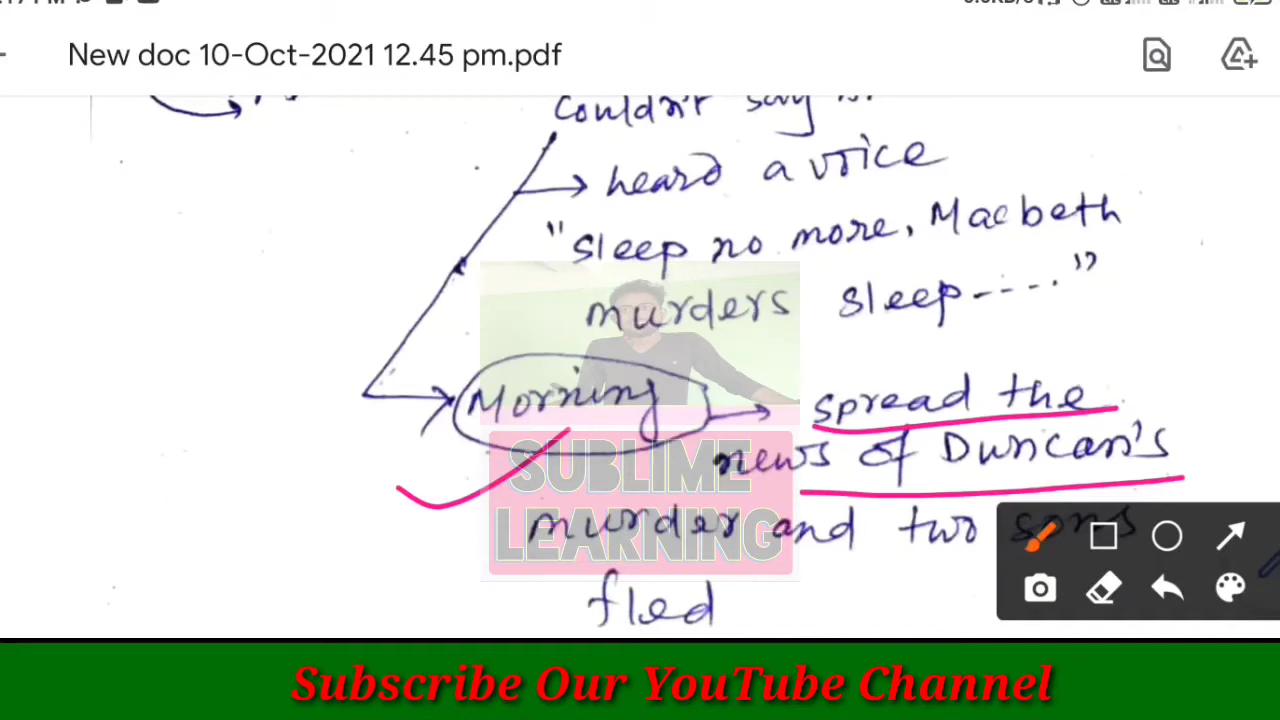 New doc 10-Oct-2021 12.45 pm.pdf
couldn't say
→ heard a voice
"sleep no more, Macbeth
murders sleep----"
Morning → spread the
news of Duncan's
murder and two sons
fled
SUBLIME
LEARNING
Subscribe Our YouTube Channel